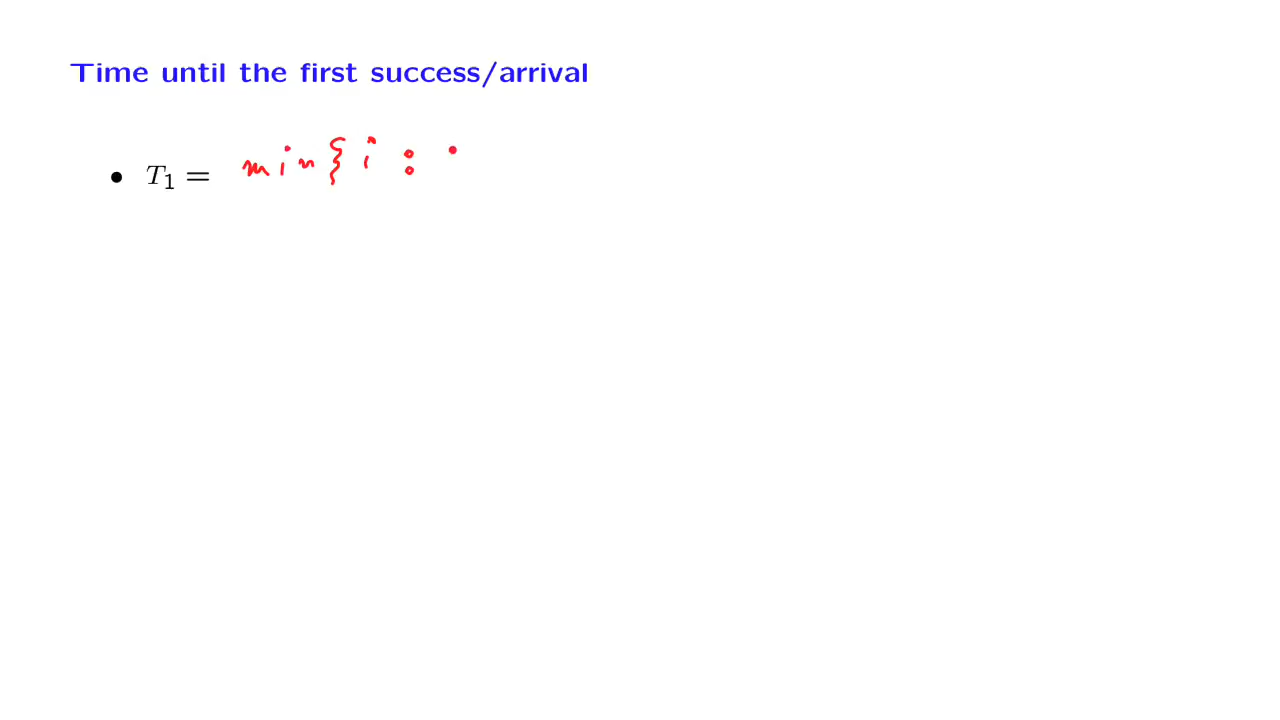 Time until the first success/arrival
• T₁ = min{i :